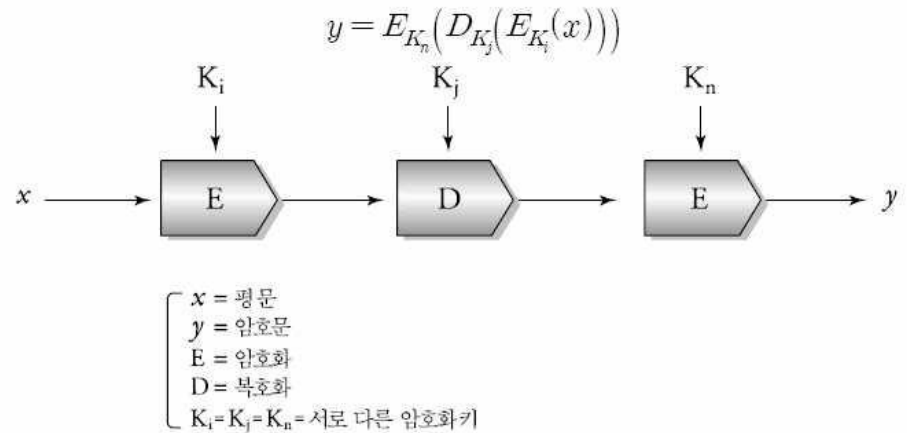 y = E_{K_n}(D_{K_j}(E_{K_i}(x)))
K_i K_j K_n
x E D E y
x = 평문
y = 암호문
E = 암호화
D = 복호화
K_i=K_j=K_n= 서로 다른 암호화키